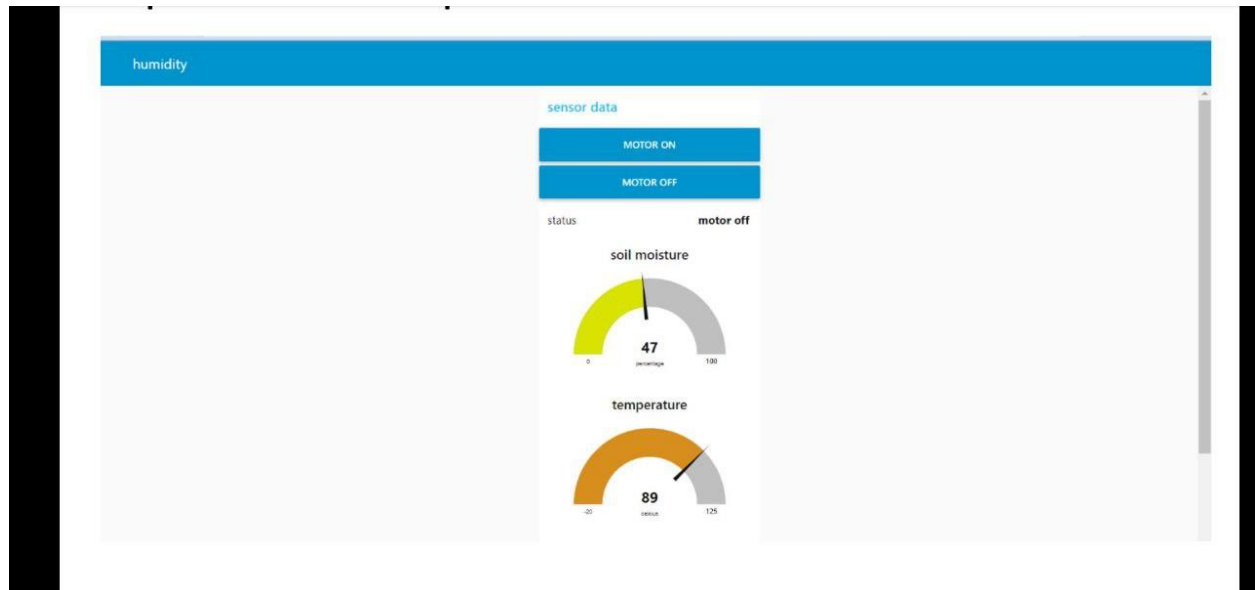 humidity
sensor data
MOTOR ON
MOTOR OFF
status motor off
soil moisture
47
0 percentage 100
temperature
89
-20 celsius 125